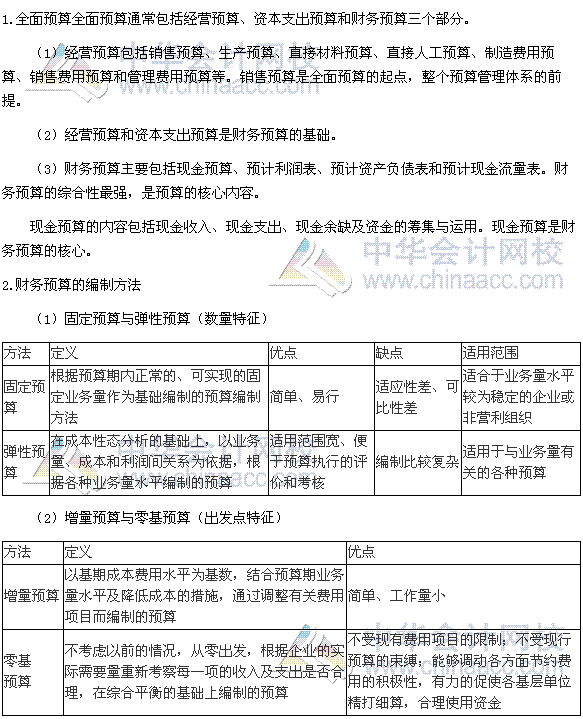 1.全面预算全面预算通常包括经营预算、资本支出预算和财务预算三个部分。
（1）经营预算包括销售预算、生产预算、直接材料预算、直接人工预算、制造费用预
算、销售费用预算和管理费用预算等。销售预算是全面预算的起点，整个预算管理体系的前
提。
（2）经营预算和资本支出预算是财务预算的基础。
（3）财务预算主要包括现金预算、预计利润表、预计资产负债表和预计现金流量表。财
务预算的综合性最强，是预算的核心内容。
现金预算的内容包括现金收入、现金支出、现金余缺及资金的筹集与运用。现金预算是财
务预算的核心。
2.财务预算的编制方法
（1）固定预算与弹性预算（数量特征）
方法 定义 优点 缺点 适用范围
固定预
算
根据预算期内正常的、可实现的固
定业务量作为基础编制的预算编制
方法
简单、易行
适应性差、可
比性差
适合于业务量水平
较为稳定的企业或
非营利组织
弹性预
算
在成本性态分析的基础上，以业务
量、成本和利润间关系为依据，根
据各种业务量水平编制的预算
适用范围宽、便
于预算执行的评
价和考核
编制比较复杂
适用于与业务量有
关的各种预算
（2）增量预算与零基预算（出发点特征）
方法 定义 优点
增量预算
以基期成本费用水平为基数，结合预算期业务
量水平及降低成本的措施，通过调整有关费用
项目而编制的预算
简单、工作量小
零基
预算
不考虑以前的情况，从零出发，根据企业的实
际需要量重新考察每一项的收入及支出是否合
理，在综合平衡的基础上编制的预算
不受现有费用项目的限制，不受现行
预算的束缚，能够调动各方面节约费
用的积极性，有力的促使各基层单位
精打细算，合理使用资金
中华会计网校
www.chinaacc.com
中华会计网校
www.chinaacc.com
中华会计网校
www.chinaacc.com
中华会计网校
www.chinaacc.com